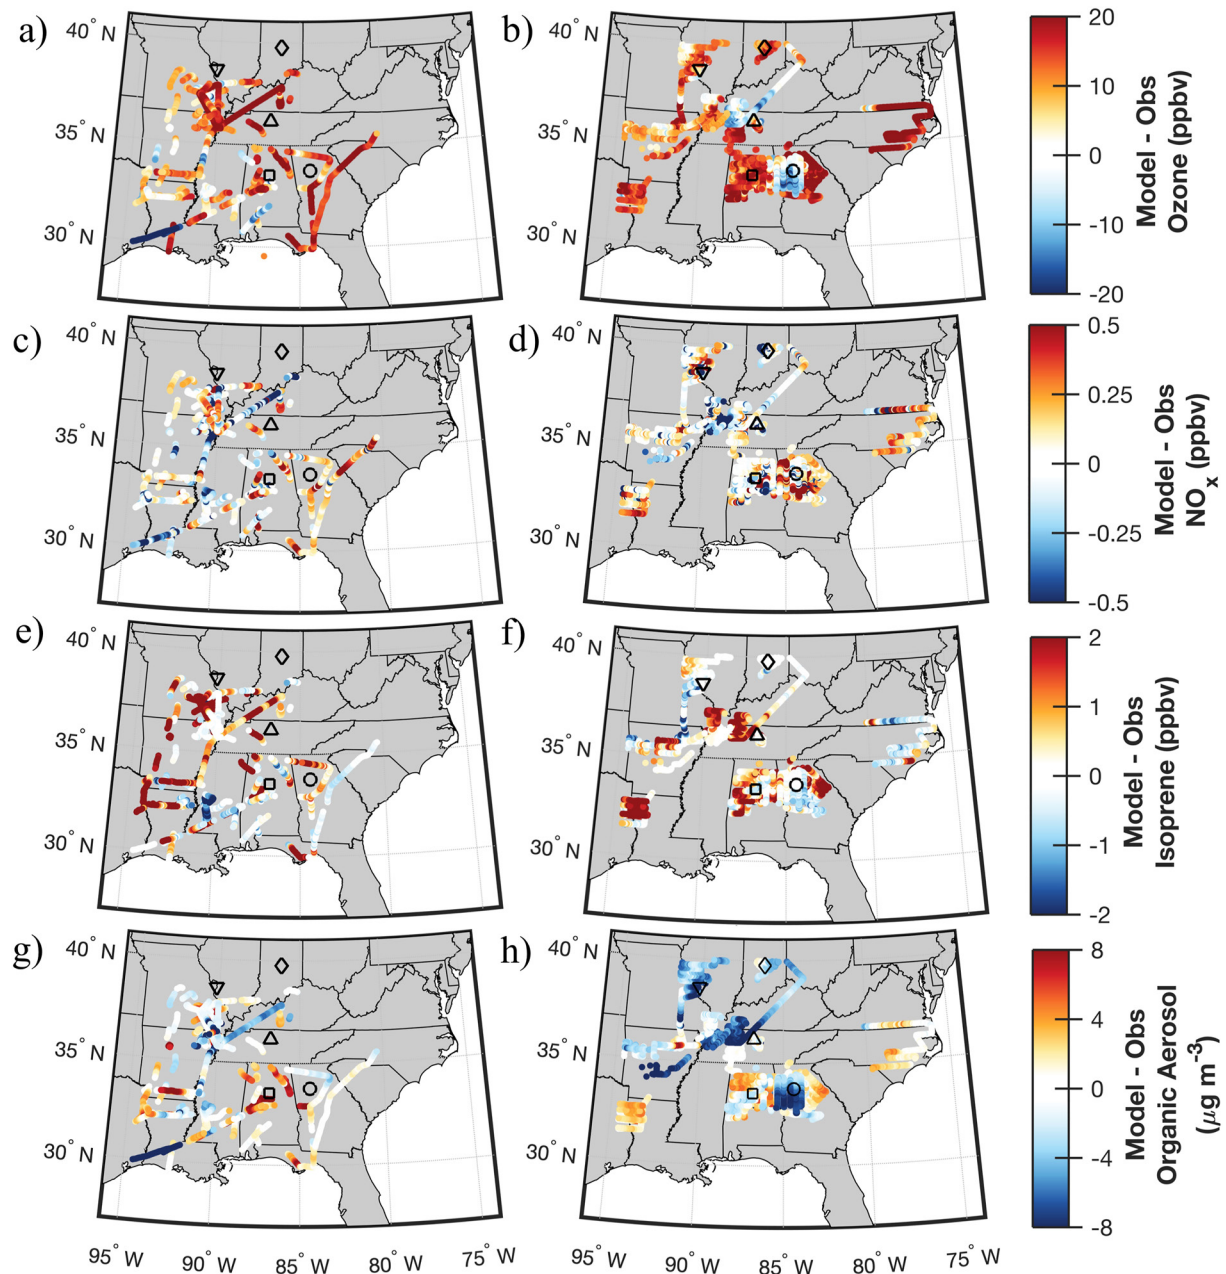 a)
40° N
35° N
30° N
b)
40° N
35° N
30° N
20
10
0
-10
-20
Model - Obs
Ozone (ppbv)
c)
40° N
35° N
30° N
d)
40° N
35° N
30° N
0.5
0.25
0
-0.25
-0.5
Model - Obs
NOx (ppbv)
e)
40° N
35° N
30° N
f)
40° N
35° N
30° N
2
1
0
-1
-2
Model - Obs
Isoprene (ppbv)
g)
40° N
35° N
30° N
h)
40° N
35° N
30° N
8
4
0
-4
-8
Model - Obs
Organic Aerosol
(μg m-3)
95° W
90° W
85° W
80° W
75° W
95° W
90° W
85° W
80° W
75° W